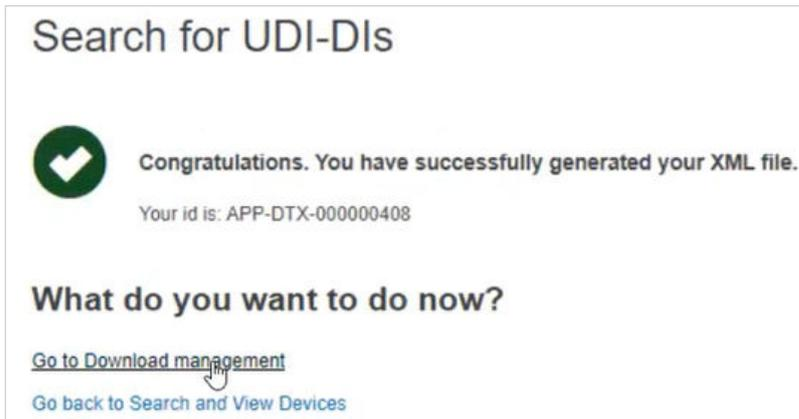 Search for UDI-DIs
Congratulations. You have successfully generated your XML file.
Your id is: APP-DTX-000000408
What do you want to do now?
Go to Download management
Go back to Search and View Devices